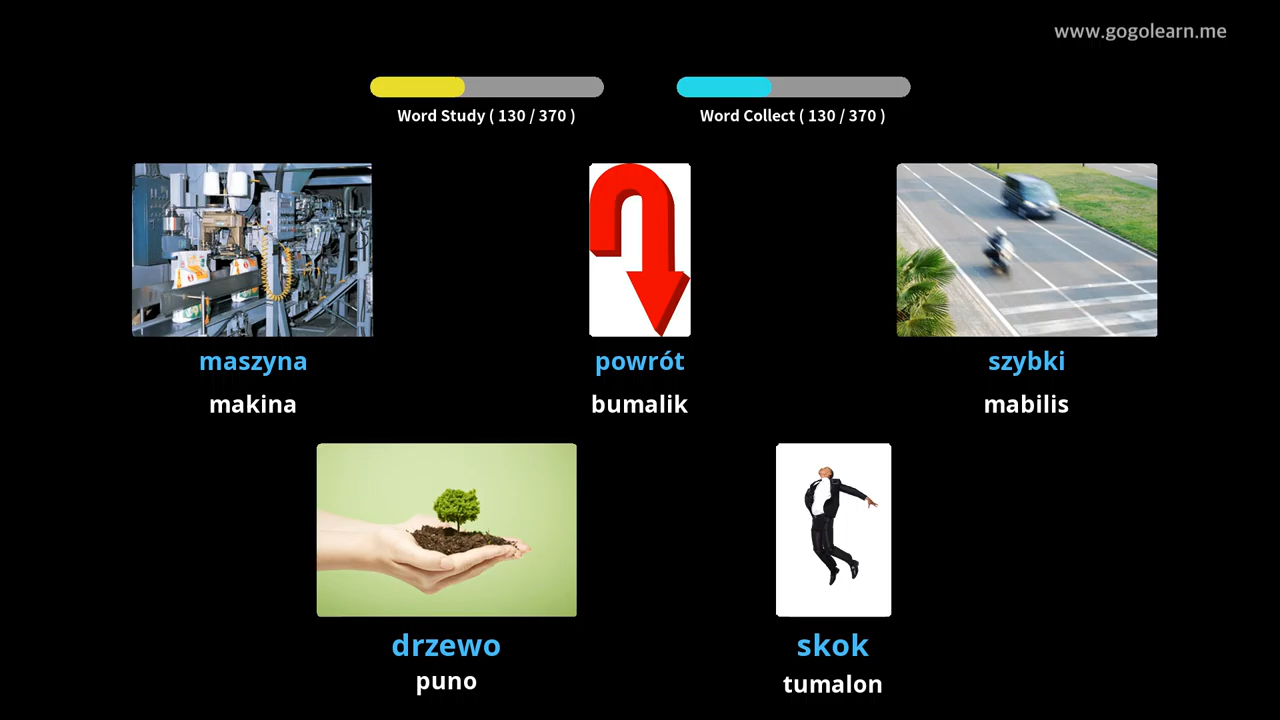 www.gogolearn.me
Word Study ( 130 / 370 )
Word Collect ( 130 / 370 )
maszyna
makina
powrót
bumalik
szybki
mabilis
drzewo
puno
skok
tumalon